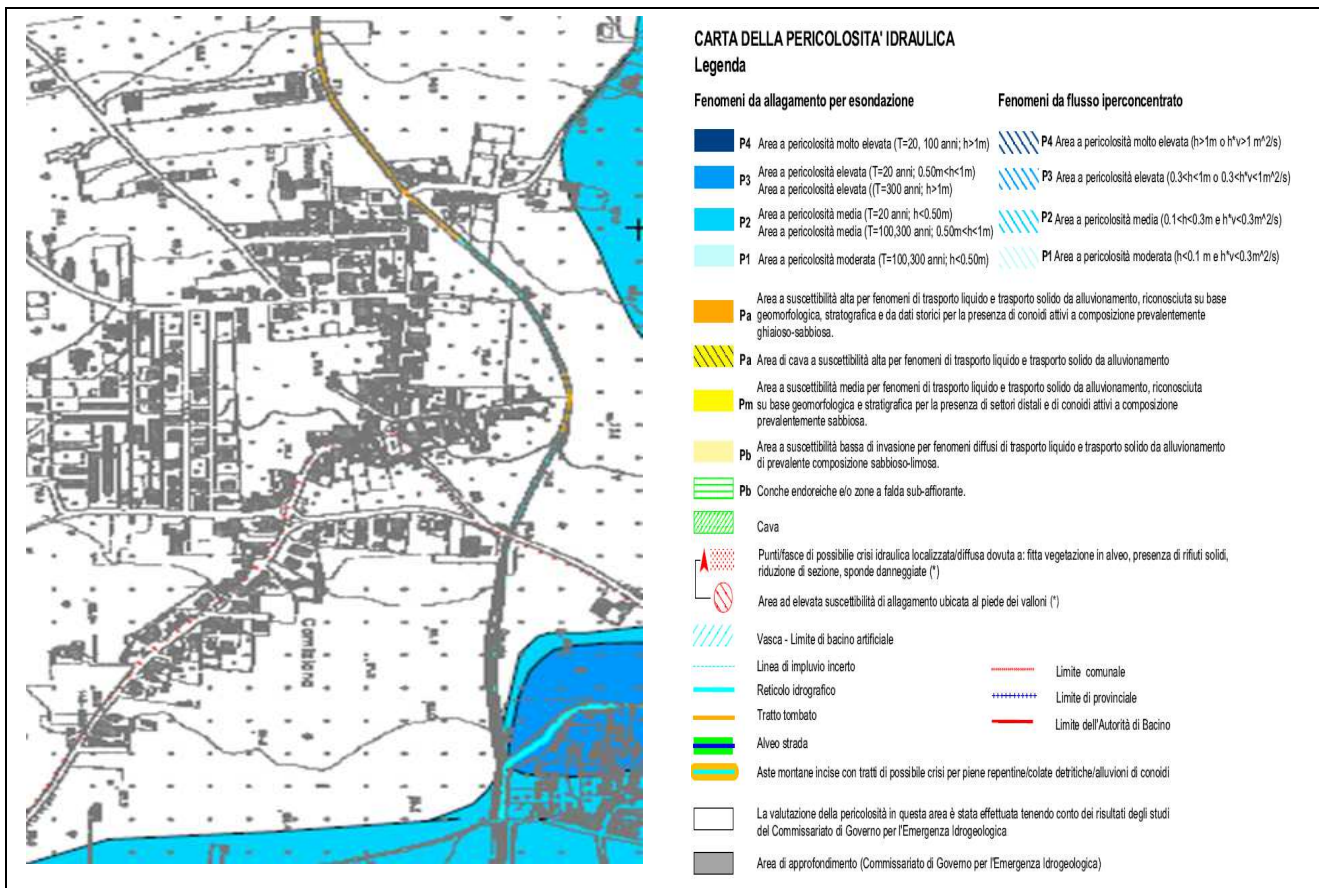 CARTA DELLA PERICOLOSITA' IDRAULICA
Legenda
Fenomeni da allagamento per esondazione
Fenomeni da flusso iperconcentrato
P4 Area a pericolosità molto elevata (T=20, 100 anni; h>1m)
P4 Area a pericolosità molto elevata (h>1m o h*v>1 m^2/s)
P3 Area a pericolosità elevata (T=20 anni; 0.50m<h<1m)
Area a pericolosità elevata ((T=300 anni; h>1m)
P3 Area a pericolosità elevata (0.3<h<1m o 0.3<h*v<1m^2/s)
P2 Area a pericolosità media (T=20 anni; h<0.50m)
Area a pericolosità media (T=100,300 anni; 0.50m<h<1m)
P2 Area a pericolosità media (0.1<h<0.3m e h*v<0.3m^2/s)
P1 Area a pericolosità moderata (T=100,300 anni; h<0.50m)
P1 Area a pericolosità moderata (h<0.1 m e h*v<0.3m^2/s)
Area a suscettibilità alta per fenomeni di trasporto liquido e trasporto solido da alluvionamento, riconosciuta su base
Pa geomorfologica, stratografica e da dati storici per la presenza di conoidi attivi a composizione prevalentemente
ghiaioso-sabbiosa.
Pa Area di cava a suscettibilità alta per fenomeni di trasporto liquido e trasporto solido da alluvionamento
Area a suscettibilità media per fenomeni di trasporto liquido e trasporto solido da alluvionamento, riconosciuta
Pm su base geomorfologica e stratigrafica per la presenza di settori distali e di conoidi attivi a composizione
prevalentemente sabbiosa.
Pb Area a suscettibilità bassa di invasione per fenomeni diffusi di trasporto liquido e trasporto solido da alluvionamento
di prevalente composizione sabbioso-limosa.
Pb Conche endoreiche e/o zone a falda sub-affiorante.
Cava
Punti/fasce di possibile crisi idraulica localizzata/diffusa dovuta a: fitta vegetazione in alveo, presenza di rifiuti solidi,
riduzione di sezione, sponde danneggiate (*)
Area ad elevata suscettibilità di allagamento ubicata al piede dei valloni (*)
Vasca - Limite di bacino artificiale
Linea di impluvio incerto
Limite comunale
Reticolo idrografico
Limite di provinciale
Tratto tombato
Limite dell'Autorità di Bacino
Alveo strada
Aste montane incise con tratti di possibile crisi per piene repentine/colate detritiche/alluvioni di conoidi
La valutazione della pericolosità in questa area è stata effettuata tenendo conto dei risultati degli studi
del Commissariato di Governo per l'Emergenza Idrogeologica
Area di approfondimento (Commissariato di Governo per l'Emergenza Idrogeologica)